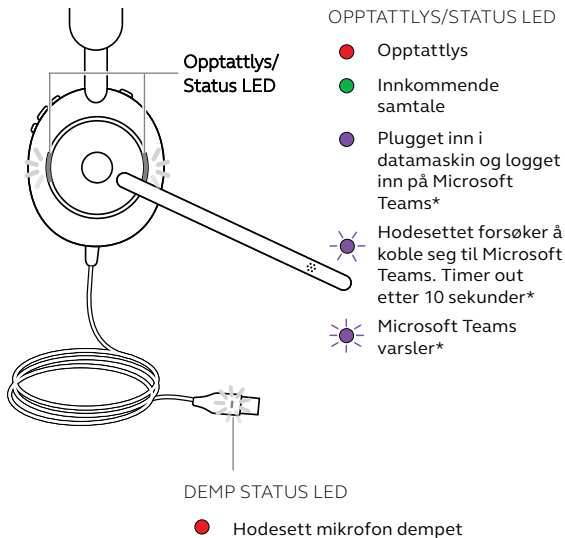 OPPTATTLYS/STATUS LED
Opptattlys/
Status LED
Opptattlys
Innkommende
samtale
Plugget inn i
datamaskin og logget
inn på Microsoft
Teams*
Hodesettet forsøker å
koble seg til Microsoft
Teams. Timer out
etter 10 sekunder*
Microsoft Teams
varsler*
DEMP STATUS LED
Hodesett mikrofon dempet